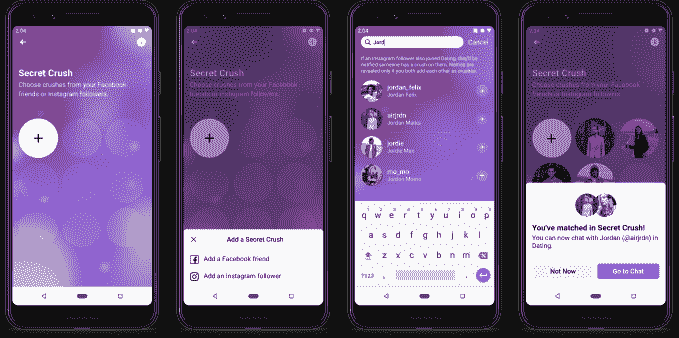 2:04
Secret Crush
Choose crushes from your Facebook
friends or Instagram followers.
+
2:04
Secret Crush
Choose crushes from your Facebook
friends or Instagram followers.
+
Add a Secret Crush
Add a Facebook friend
Add an Instagram follower
2:04
Jord
Cancel
If an Instagram follower also joined Dating, they'll be
notified someone has a crush on them. Names are
revealed only if you both add each other as crushes.
jordan_felix
Jordan Felix
airjrdn
Jordan
jordie
Jordie
ma_mo
Jordan
q w e r t y u i o p
a s d f g h j k l
z x c v b n m
?123
Secret Crush
Choose crushes from your Facebook
friends or Instagram followers.
+
You've matched in Secret Crush!
You can now chat with Jordan (@airjrdn) in
Dating.
Not Now
Go to Chat